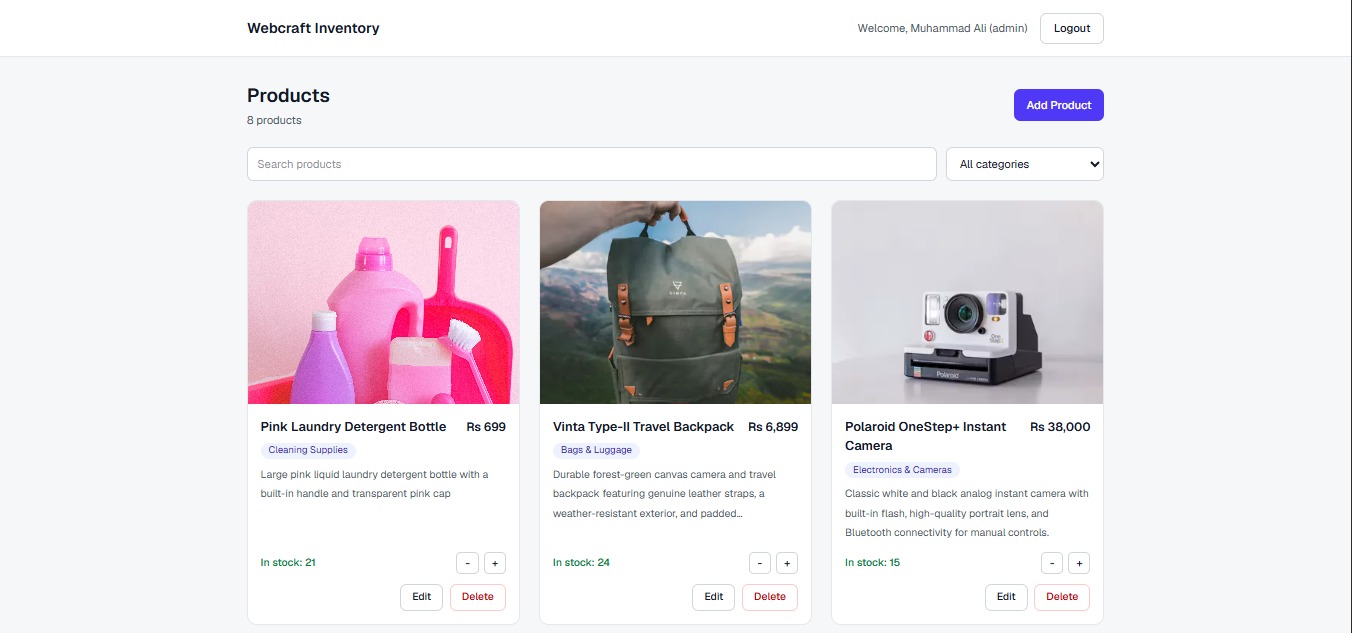 Webcraft Inventory
Welcome, Muhammad Ali (admin)
Logout
Products
8 products
Add Product
Search products
All categories
VINTA
One
Step+
Polaroid
Pink Laundry Detergent Bottle
Rs 699
Cleaning Supplies
Large pink liquid laundry detergent bottle with a
built-in handle and transparent pink cap
In stock: 21
-
+
Edit
Delete
Vinta Type-II Travel Backpack
Rs 6,899
Bags & Luggage
Durable forest-green canvas camera and travel
backpack featuring genuine leather straps, a
weather-resistant exterior, and padded...
In stock: 24
-
+
Edit
Delete
Polaroid OneStep+ Instant
Camera
Rs 38,000
Electronics & Cameras
Classic white and black analog instant camera with
built-in flash, high-quality portrait lens, and
Bluetooth connectivity for manual controls.
In stock: 15
-
+
Edit
Delete